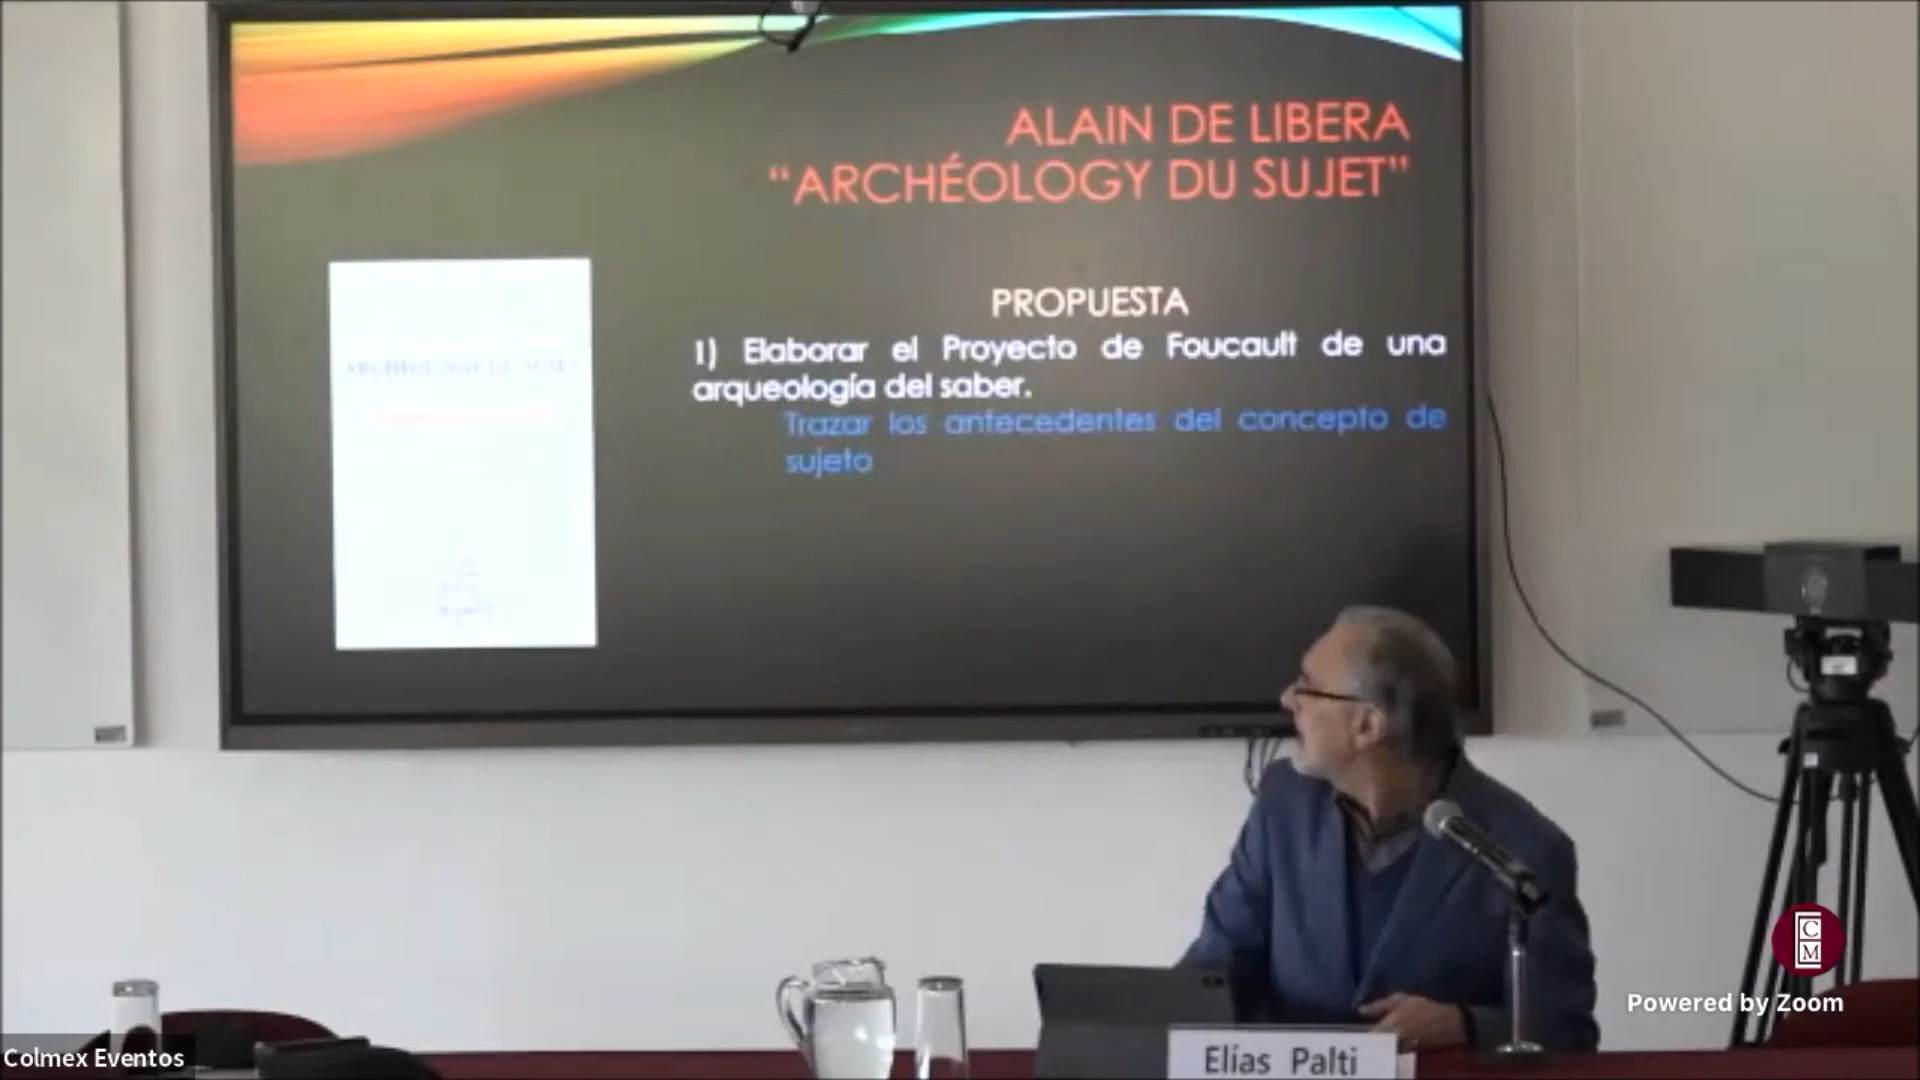 ALAIN DE LIBERA
“ARCHÉOLOGY DU SUJET”
PROPUESTA
1) Elaborar el Proyecto de Foucault de una
arqueología del saber.
Trazar los antecedentes del concepto de
sujeto
C
M
Powered by Zoom
Colmex Eventos
Elías Palti